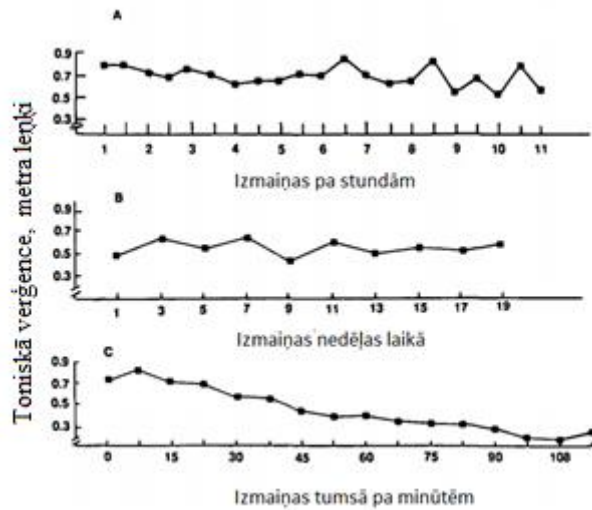 Toniskā verģence, metra leņķi
A
0.9
0.7
0.5
0.3
1 2 3 4 5 6 7 8 9 10 11
Izmaiņas pa stundām
B
0.9
0.7
0.5
0.3
1 3 5 7 9 11 13 15 17 19
Izmaiņas nedēļas laikā
C
0.9
0.7
0.5
0.3
0 15 30 45 60 75 90 108
Izmaiņas tumsā pa minūtēm